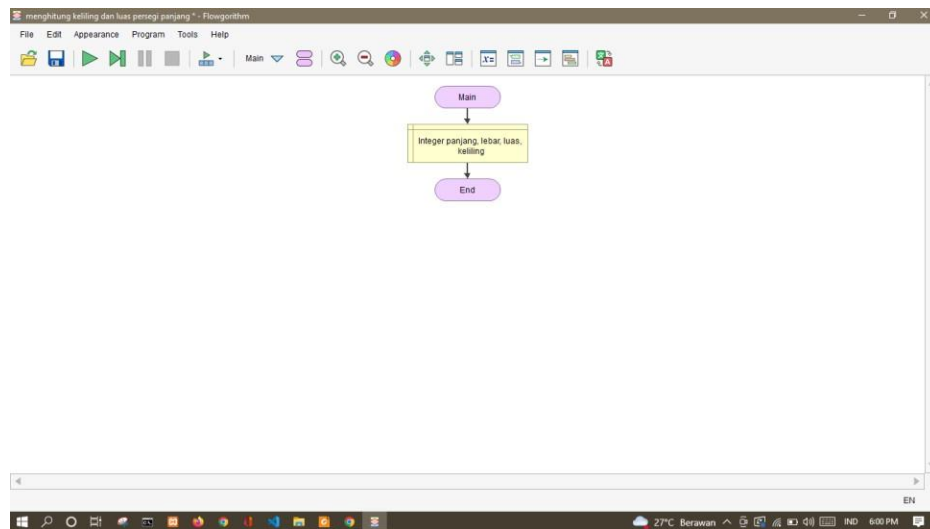 menghitung keliling dan luas persegi panjang * - Flowgorithm
File Edit Appearance Program Tools Help
Main
x=
Main
Integer panjang, lebar, luas,
keliling
End
EN
27°C Berawan IND 6:00 PM